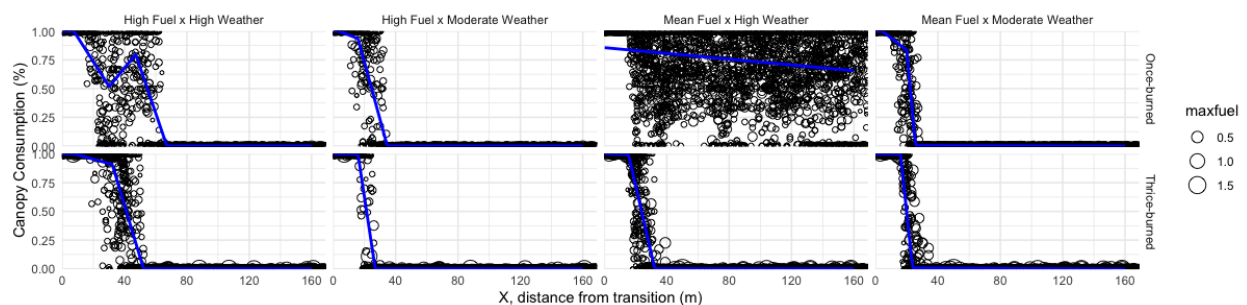 High Fuel x High Weather
High Fuel x Moderate Weather
Mean Fuel x High Weather
Mean Fuel x Moderate Weather
Canopy Consumption (%)
1.00
0.75
0.50
0.25
0.00
Once-burned
1.00
0.75
0.50
0.25
0.00
Thrice-burned
0 40 80 120 160
0 40 80 120 160
0 40 80 120 160
0 40 80 120 160
X, distance from transition (m)
maxfuel
0.5
1.0
1.5